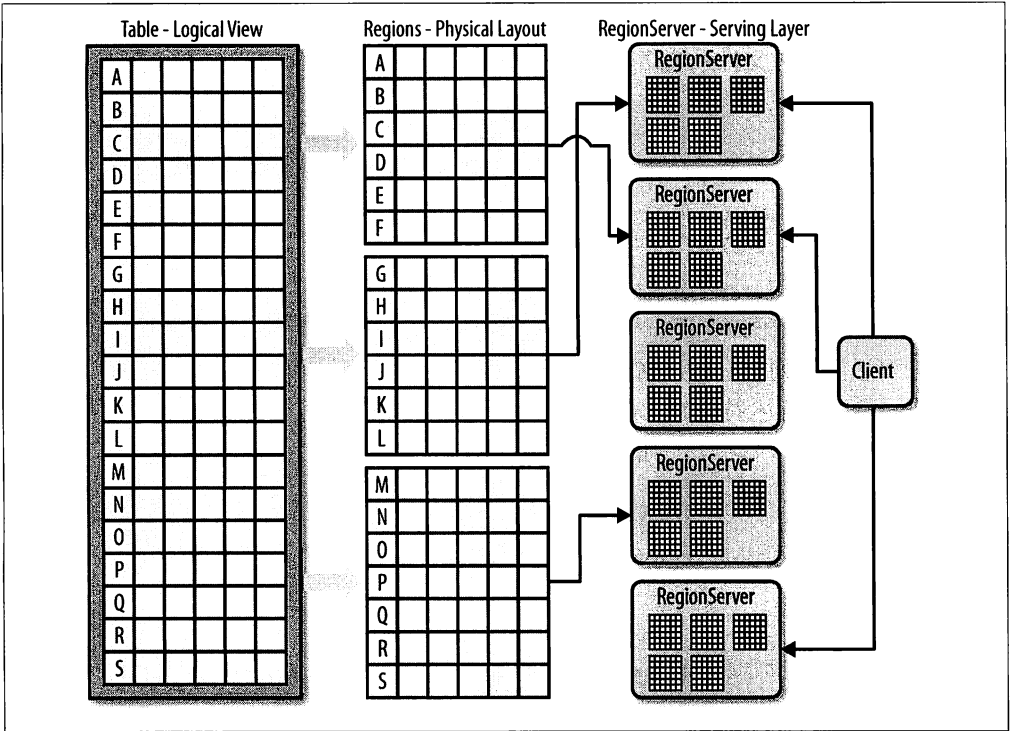 Table - Logical View
Regions - Physical Layout
RegionServer - Serving Layer
A
B
C
D
E
F
G
H
I
J
K
L
M
N
O
P
Q
R
S
A
B
C
D
E
F
G
H
I
J
K
L
M
N
O
P
Q
R
S
RegionServer
RegionServer
RegionServer
RegionServer
RegionServer
Client